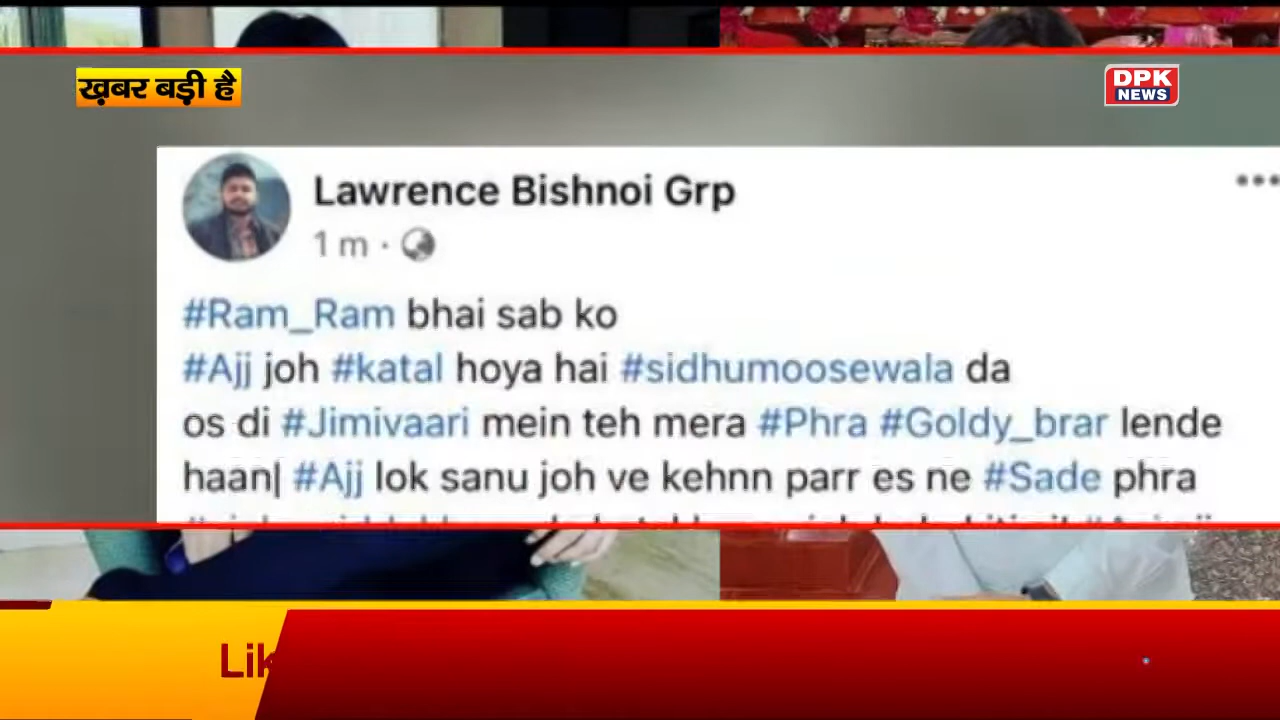 ख़बर बड़ी है
DPK
NEWS
Lawrence Bishnoi Grp
1 m ·
#Ram_Ram bhai sab ko
#Ajj joh #katal hoya hai #sidhumoosewala da
os di #Jimivaari mein teh mera #Phra #Goldy_brar lende
haan| #Ajj lok sanu joh ve kehnn parr es ne #Sade phra
Lik